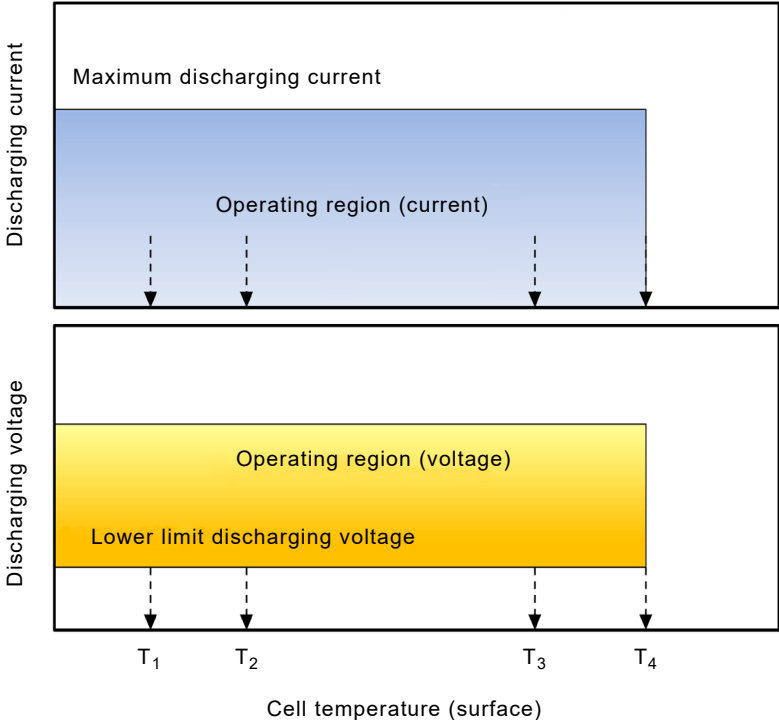 Discharging current
Maximum discharging current
Operating region (current)
Discharging voltage
Operating region (voltage)
Lower limit discharging voltage
T₁ T₂ T₃ T₄
Cell temperature (surface)